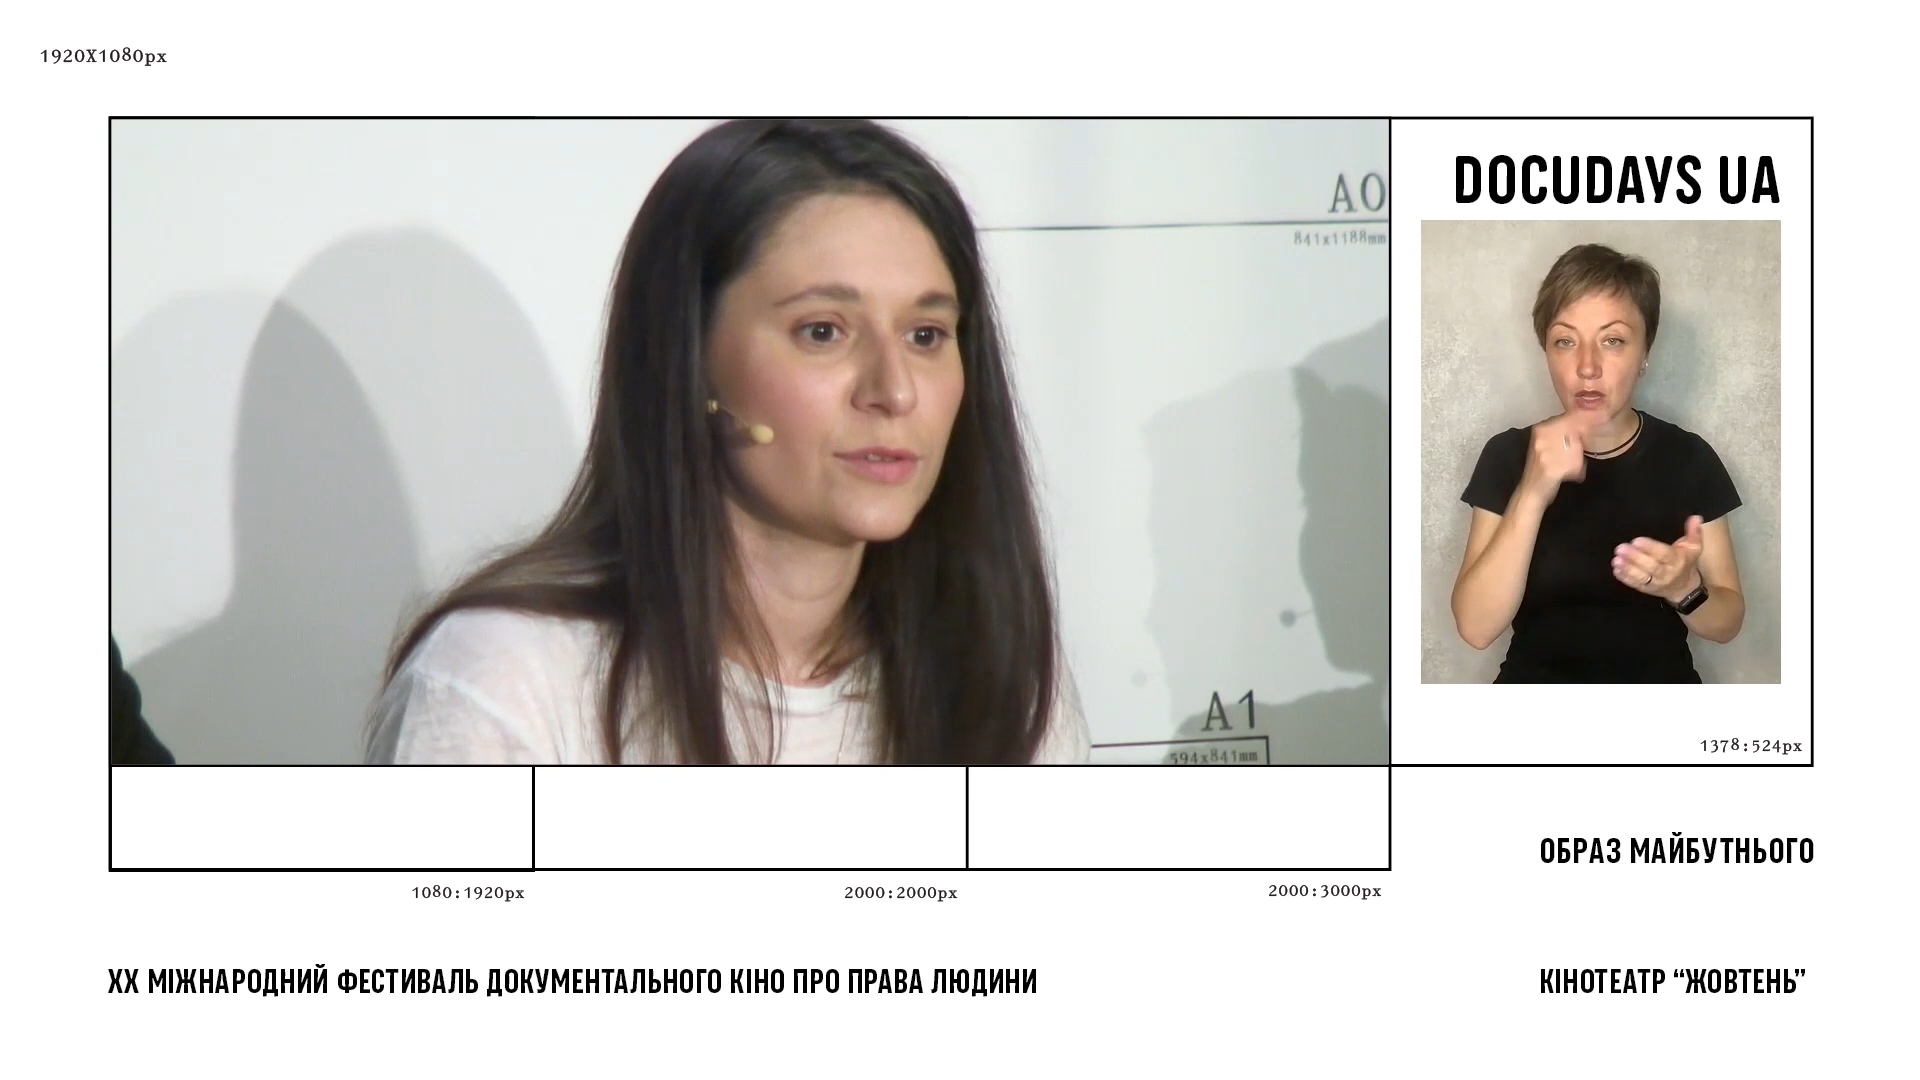 1920X1080px
DOCUDAYS UA
A0
841x1188mm
A1
594x841mm
1378:524px
ОБРАЗ МАЙБУТНЬОГО
1080:1920px
2000:2000px
2000:3000px
ХХ МІЖНАРОДНИЙ ФЕСТИВАЛЬ ДОКУМЕНТАЛЬНОГО КІНО ПРО ПРАВА ЛЮДИНИ
КІНОТЕАТР “ЖОВТЕНЬ”